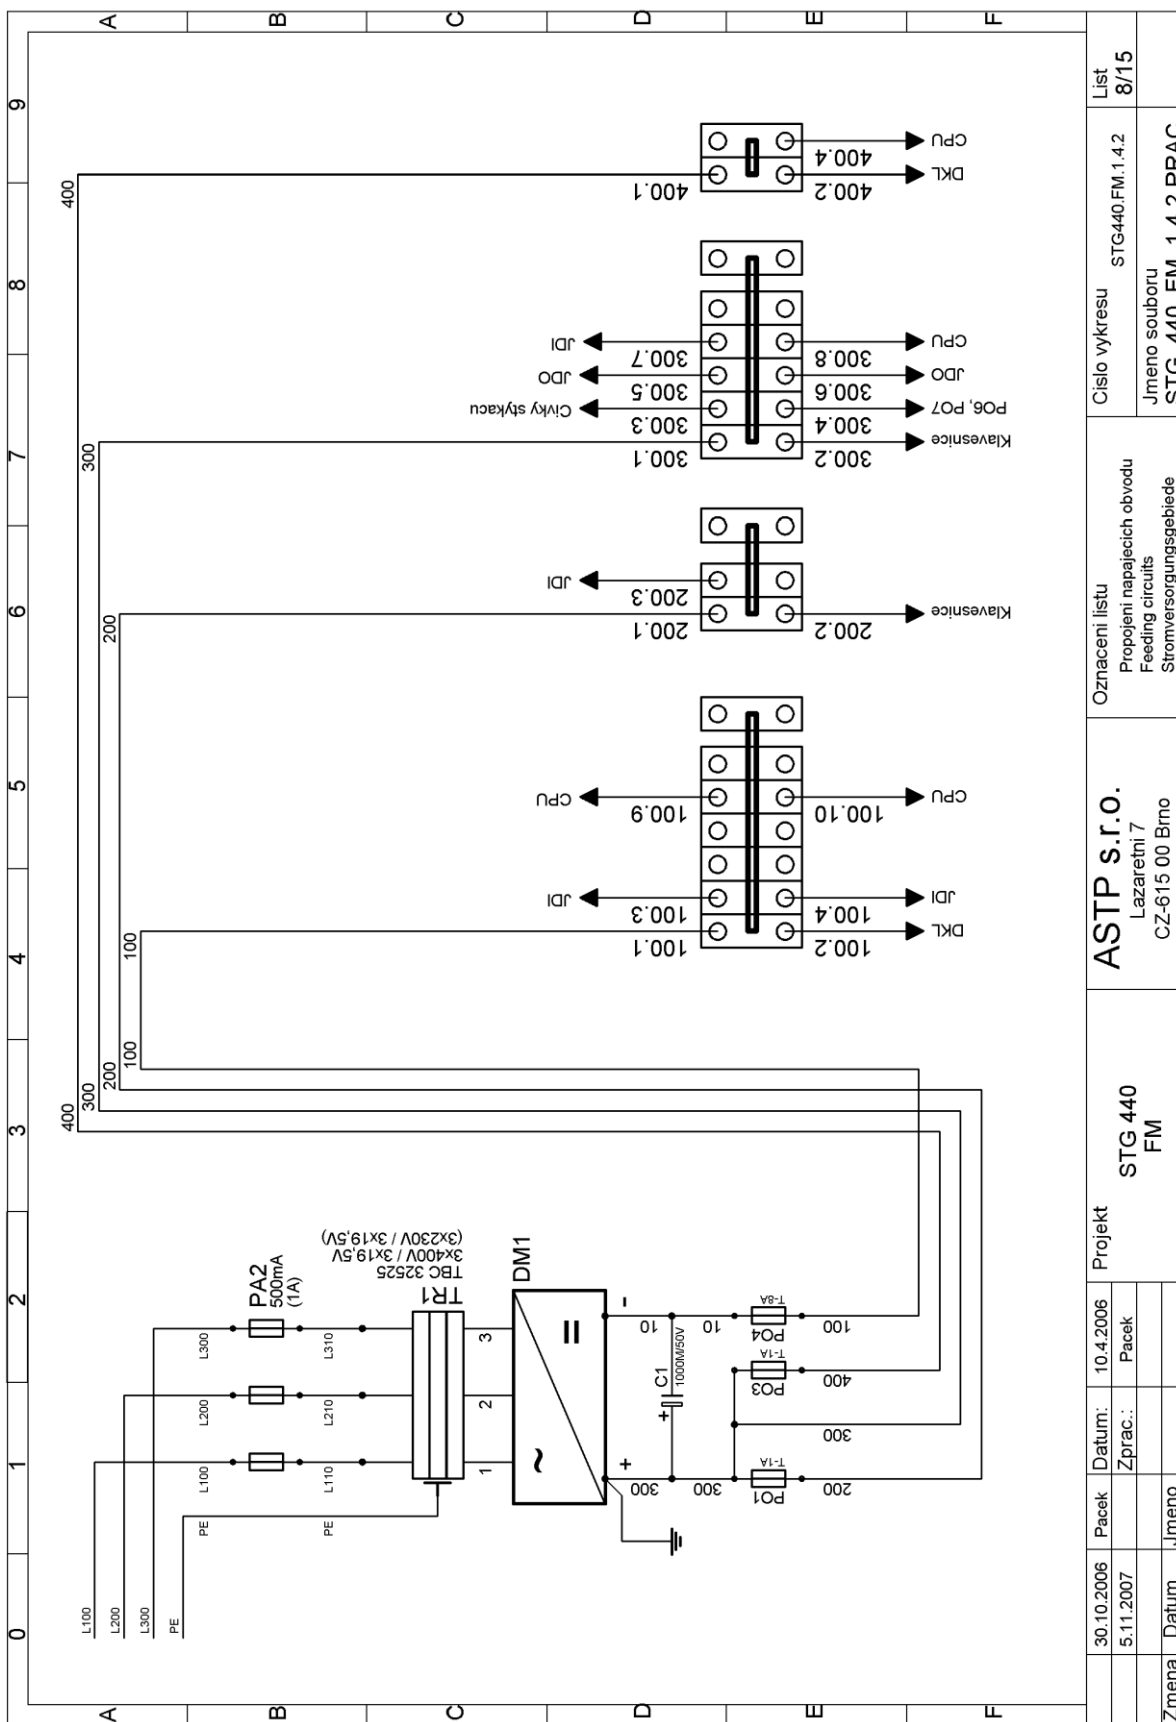 0 1 2 3 4 5 6 7 8 9
A
B
C
D
E
F
A
B
C
D
E
F
L100
L200
L300
PE
L100
L200
L300
PE
PA2
500mA
(1A)
L110
L210
L310
PE
TR1
TBC 32525
3x400V / 3x19,5V
(3x230V / 3x19,5V)
1
2
3
DM1
~
=
+
-
300
10
C1
1000M/50V
+
300
10
PO1
T-1A
PO3
T-1A
PO4
T-8A
200
300
400
100
400
300
200
100
100
200
300
400
CPU
JDI
100.9
100.3
100.1
100.10
100.4
100.2
CPU
JDI
DKL
JDI
200.3
200.1
200.2
Klavesnice
JDI
JDO
Civky stykacu
300.7
300.5
300.3
300.1
300.8
300.6
300.4
300.2
CPU
JDO
PO6, PO7
Klavesnice
400.1
400.4
400.2
CPU
DKL
30.10.2006 Pacek
5.11.2007
Zmena Datum Jmeno
Datum: 10.4.2006
Zprac.: Pacek
Projekt
STG 440
FM
ASTP s.r.o.
Lazaretni 7
CZ-615 00 Brno
Oznaceni listu
Propojeni napajecich obvodu
Feeding circuits
Stromversorgungsgebiede
Cislo vykresu
STG440.FM.1.4.2
Jmeno souboru
STG_440_FM_1.4.2.PRAC
List
8/15